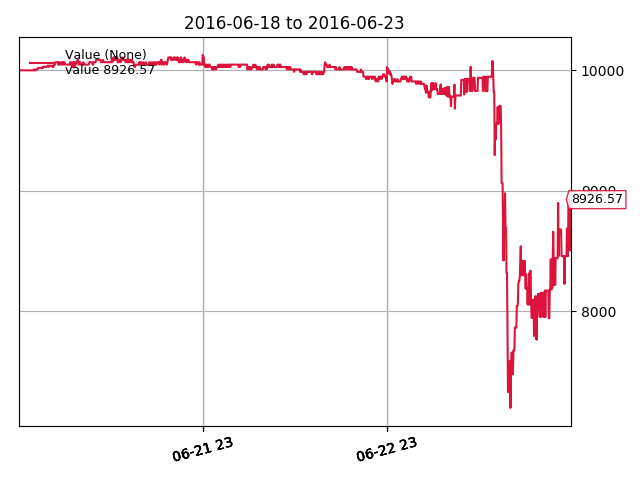 2016-06-18 to 2016-06-23
Value (None)
Value 8926.57
10000
9000
8926.57
8000
06-21 23
06-22 23